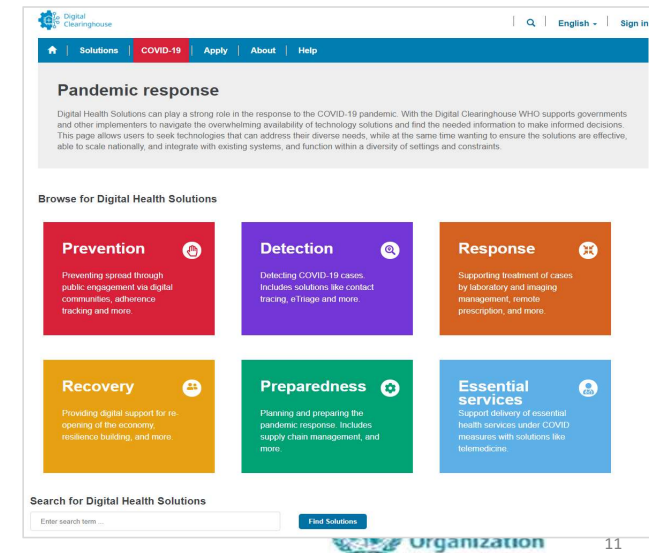 Digital
Clearinghouse
English
Sign in
Solutions
COVID-19
Apply
About
Help
Pandemic response
Digital Health Solutions can play a strong role in the response to the COVID-19 pandemic. With the Digital Clearinghouse WHO supports governments
and other implementers to navigate the overwhelming availability of technology solutions and find the needed information to make informed decisions.
This page allows users to seek technologies that can address their diverse needs, while at the same time wanting to ensure the solutions are effective,
able to scale nationally, and integrate with existing systems, and function within a diversity of settings and constraints.
Browse for Digital Health Solutions
Prevention
Preventing spread through
public engagement via digital
communities, adherence
tracking and more.
Detection
Detecting COVID-19 cases.
Includes solutions like contact
tracing, eTriage and more.
Response
Supporting treatment of cases
by laboratory and imaging
management, remote
prescription, and more.
Recovery
Providing digital support for re-
opening of the economy,
resilience building, and more.
Preparedness
Planning and preparing the
pandemic response. Includes
supply chain management, and
more.
Essential
services
Support delivery of essential
health services under COVID
measures with solutions like
telemedicine.
Search for Digital Health Solutions
Enter search term ...
Find Solutions
Organization
11